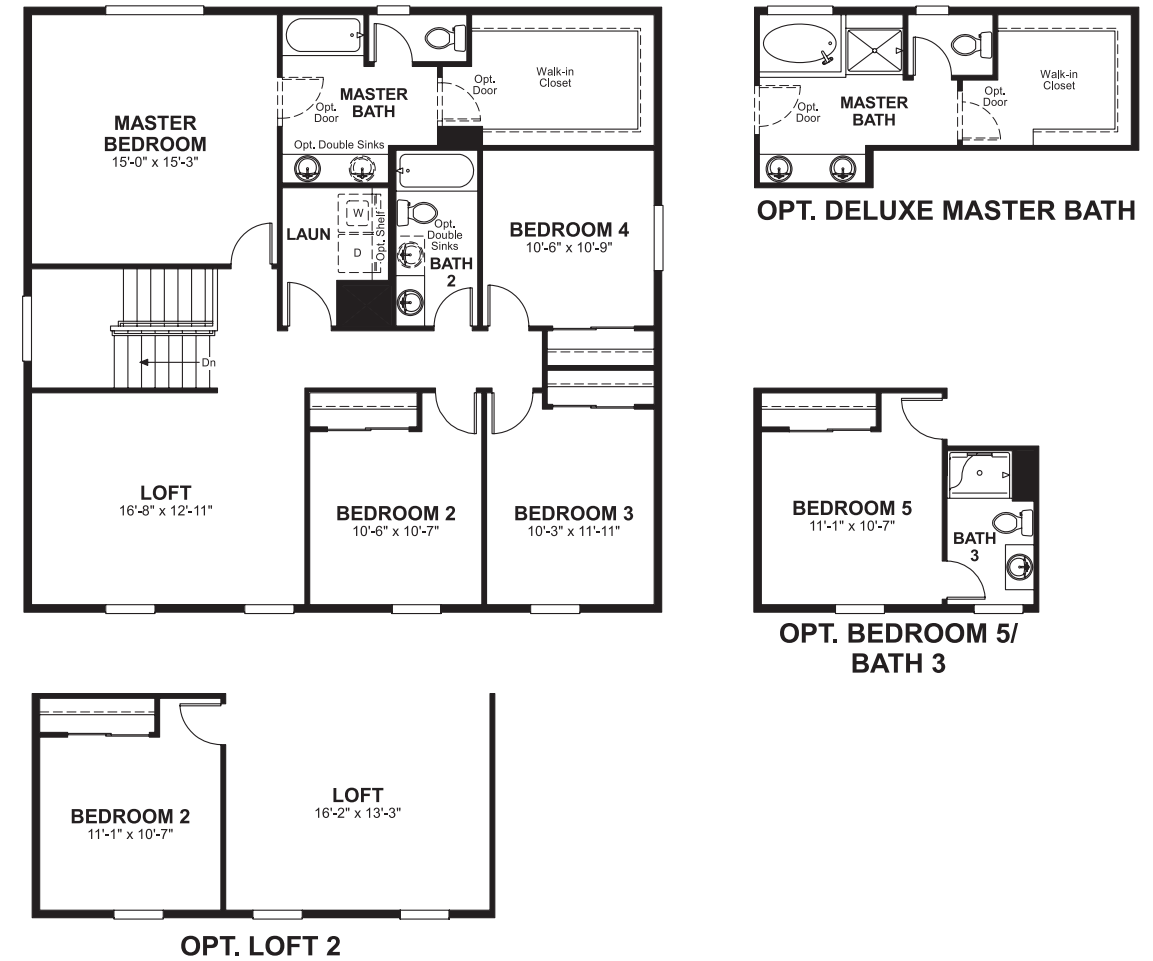 MASTER
BEDROOM
15'-0" x 15'-3"
Opt.
Door
MASTER
BATH
Opt. Double Sinks
Opt.
Door
Walk-in
Closet
LAUN
W
D
Opt. Shelf
Opt.
Double
Sinks
BATH
2
BEDROOM 4
10'-6" x 10'-9"
Dn
LOFT
16'-8" x 12'-11"
BEDROOM 2
10'-6" x 10'-7"
BEDROOM 3
10'-3" x 11'-11"
Opt.
Door
MASTER
BATH
Opt.
Door
Walk-in
Closet
OPT. DELUXE MASTER BATH
BEDROOM 5
11'-1" x 10'-7"
BATH
3
OPT. BEDROOM 5/
BATH 3
BEDROOM 2
11'-1" x 10'-7"
LOFT
16'-2" x 13'-3"
OPT. LOFT 2